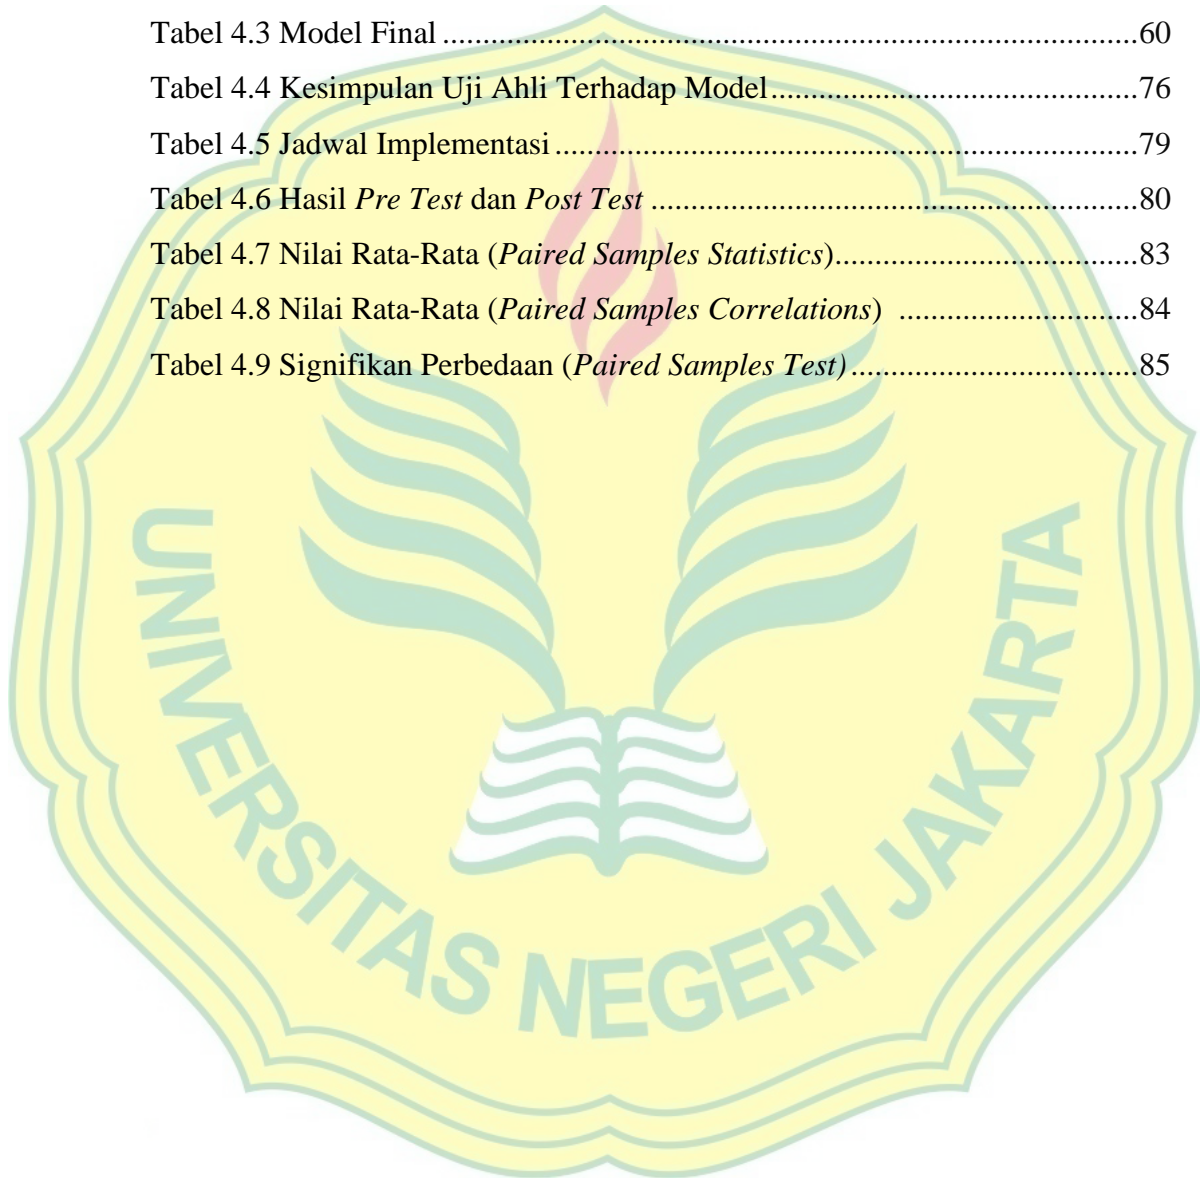 Tabel 4.3 Model Final.......................................................................................60
Tabel 4.4 Kesimpulan Uji Ahli Terhadap Model..............................................76
Tabel 4.5 Jadwal Implementasi.........................................................................79
Tabel 4.6 Hasil Pre Test dan Post Test .............................................................80
Tabel 4.7 Nilai Rata-Rata (Paired Samples Statistics)......................................83
Tabel 4.8 Nilai Rata-Rata (Paired Samples Correlations) ..............................84
Tabel 4.9 Signifikan Perbedaan (Paired Samples Test)....................................85
UNIVERSITAS NEGERI JAKARTA